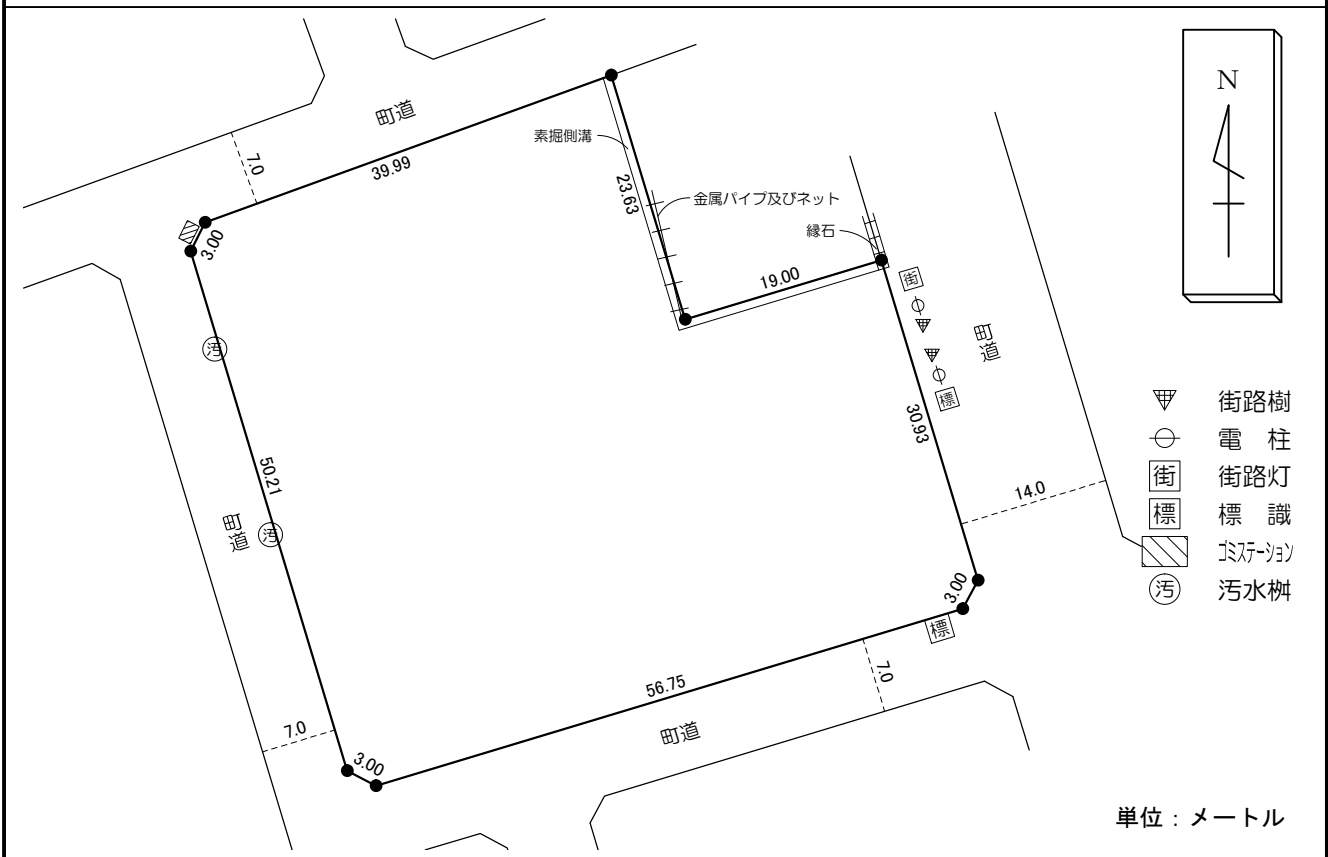 N
町道
7.0
39.99
素掘側溝
23.63
金属パイプ及びネット
縁石
19.00
3.00
街
標
町道
30.93
14.0
汚
50.21
汚
町道
7.0
3.00
56.75
町道
7.0
標
3.00
街路樹
電 柱
街 街路灯
標 標 識
ゴミステーション
汚 汚水桝
単位：メートル